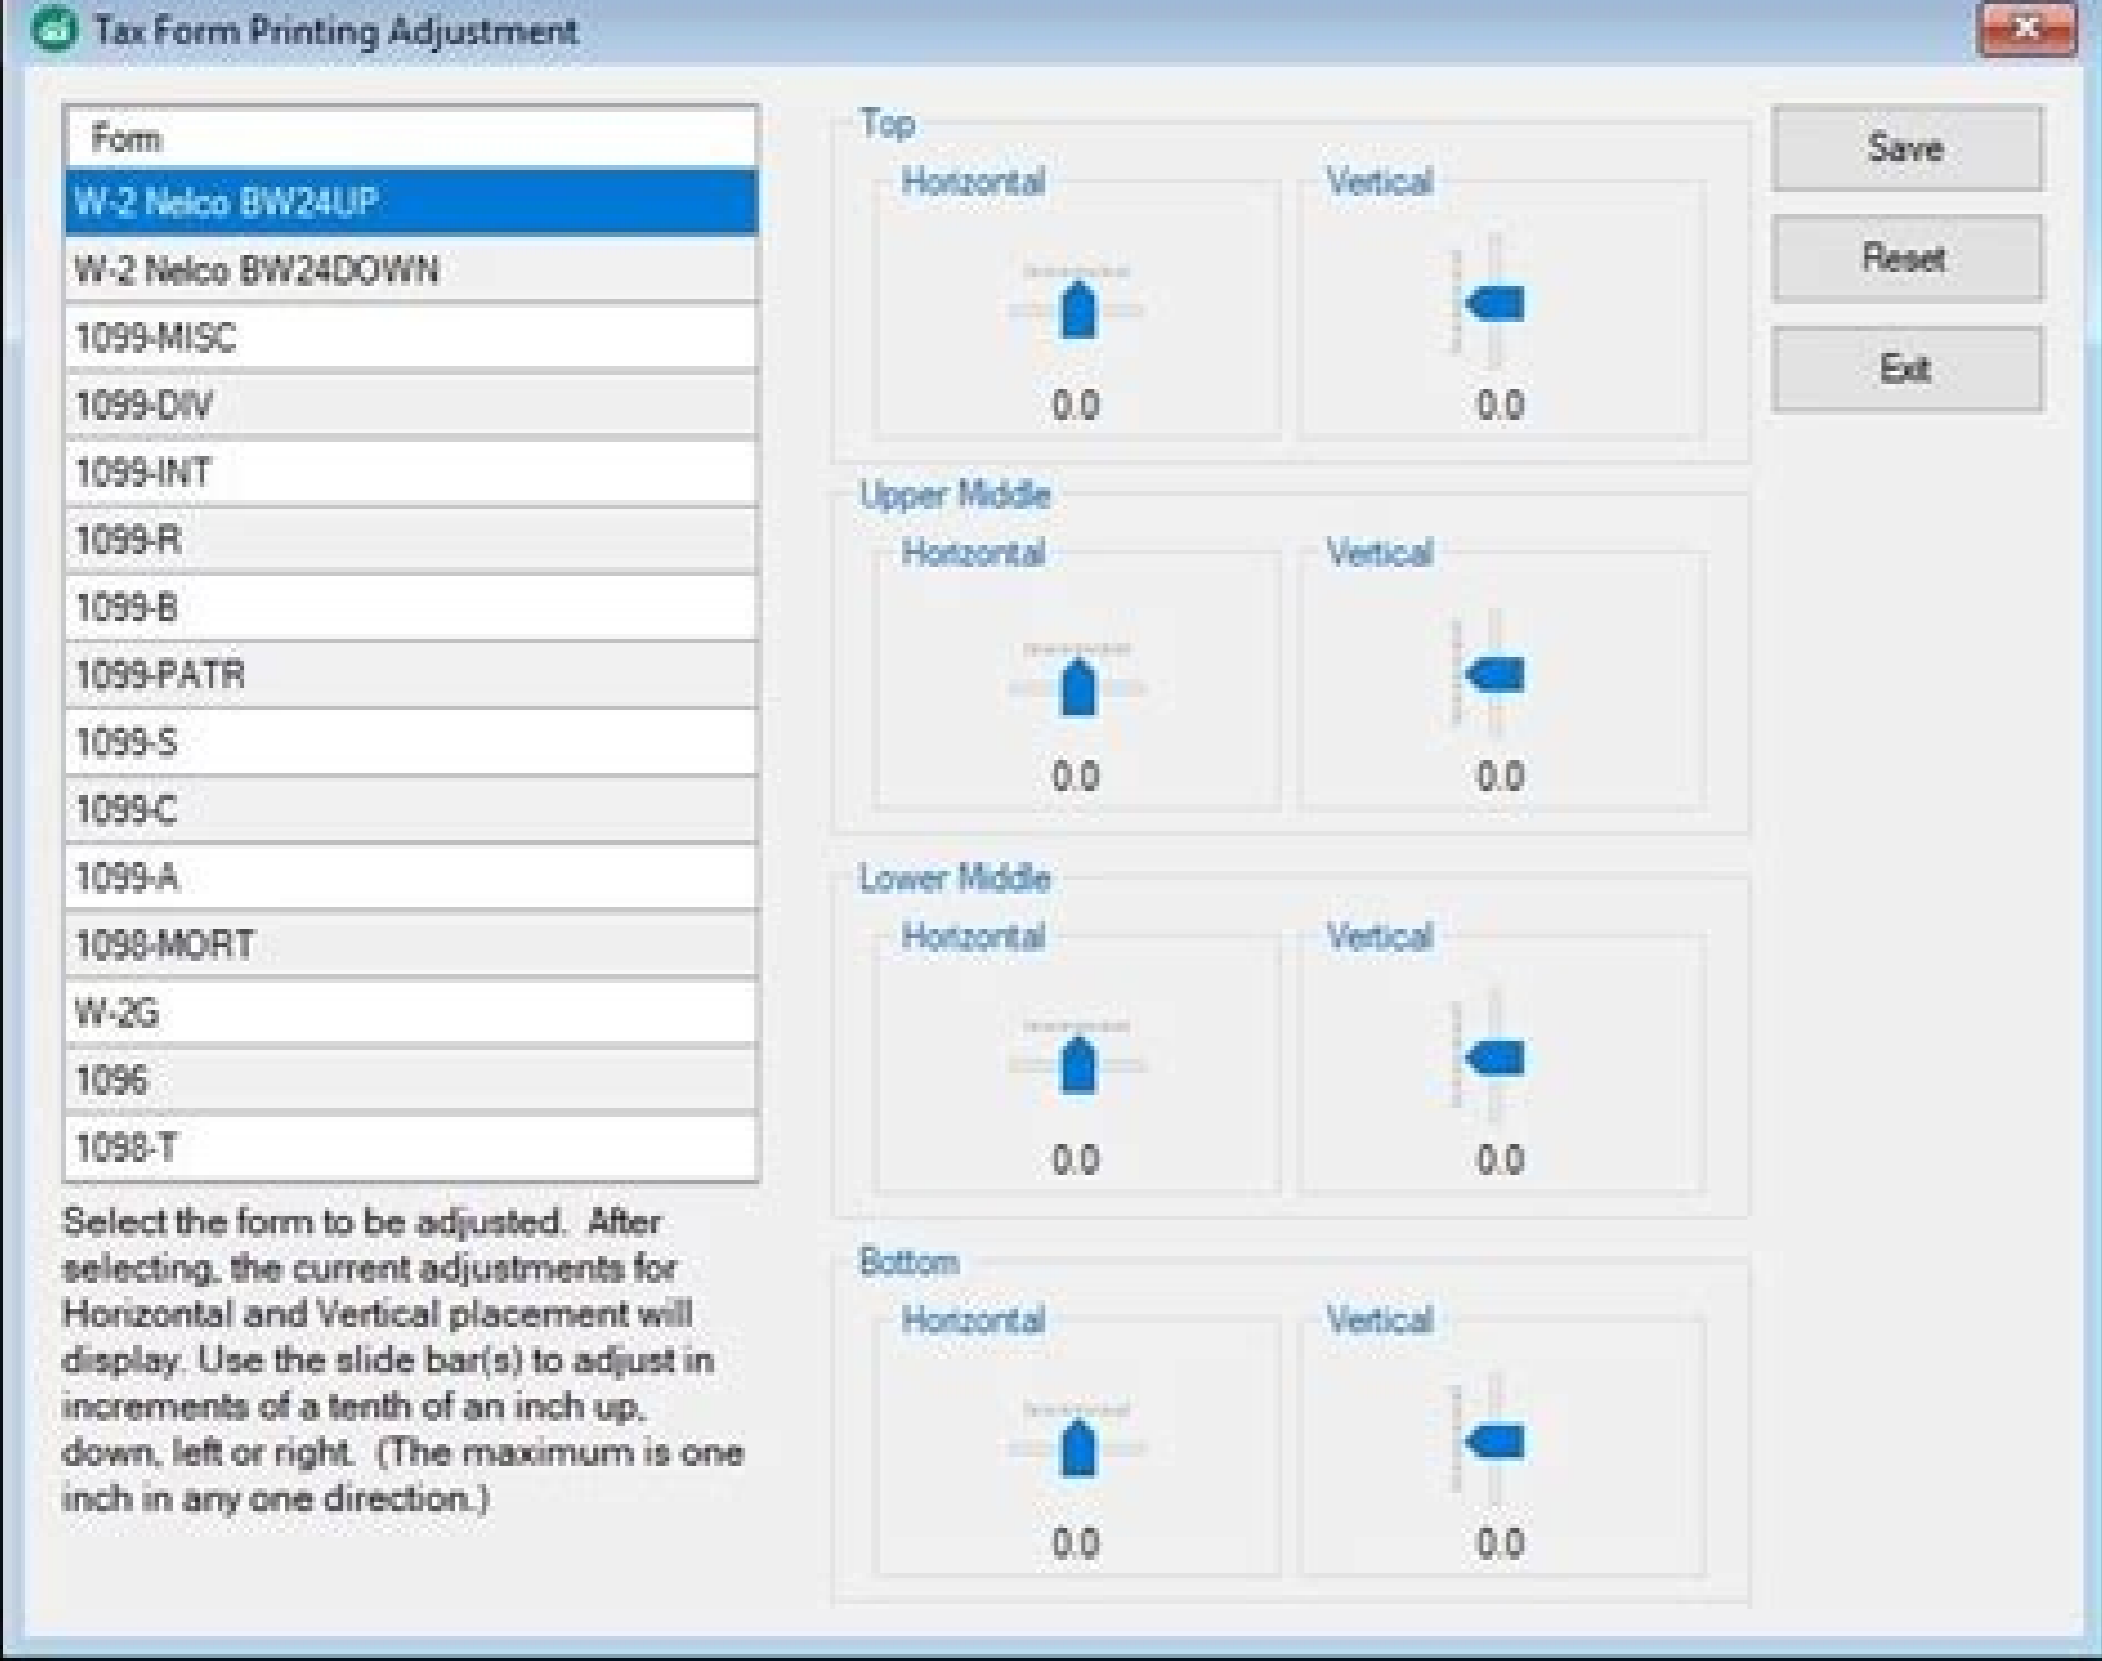 Tax Form Printing Adjustment
Form
W-2 Nelco BW24UP
W-2 Nelco BW24DOWN
1099-MISC
1099-DIV
1099-INT
1099-R
1099-B
1099-PATR
1099-S
1099-C
1099-A
1098-MORT
W-2G
1096
1098-T
Select the form to be adjusted.  After
selecting, the current adjustments for
Horizontal and Vertical placement will
display. Use the slide bar(s) to adjust in
increments of a tenth of an inch up,
down, left or right.  (The maximum is one
inch in any one direction.)
Top
Horizontal Vertical
0.0 0.0
Upper Middle
Horizontal Vertical
0.0 0.0
Lower Middle
Horizontal Vertical
0.0 0.0
Bottom
Horizontal Vertical
0.0 0.0
Save
Reset
Exit